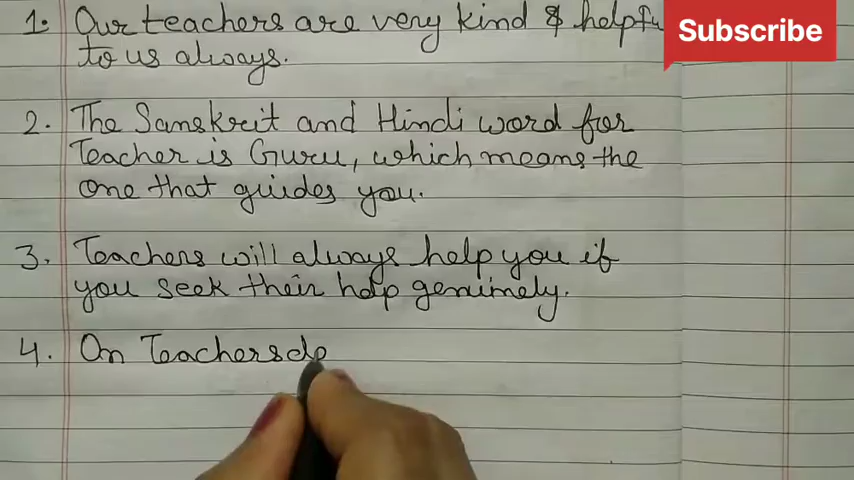 1. Our teachers are very kind & helpfu
to us always.
Subscribe
2. The Sanskrit and Hindi word for
Teacher is Guru, which means the
one that guides you.
3. Teachers will always help you if
you seek their help genuinely.
4. On Teachers